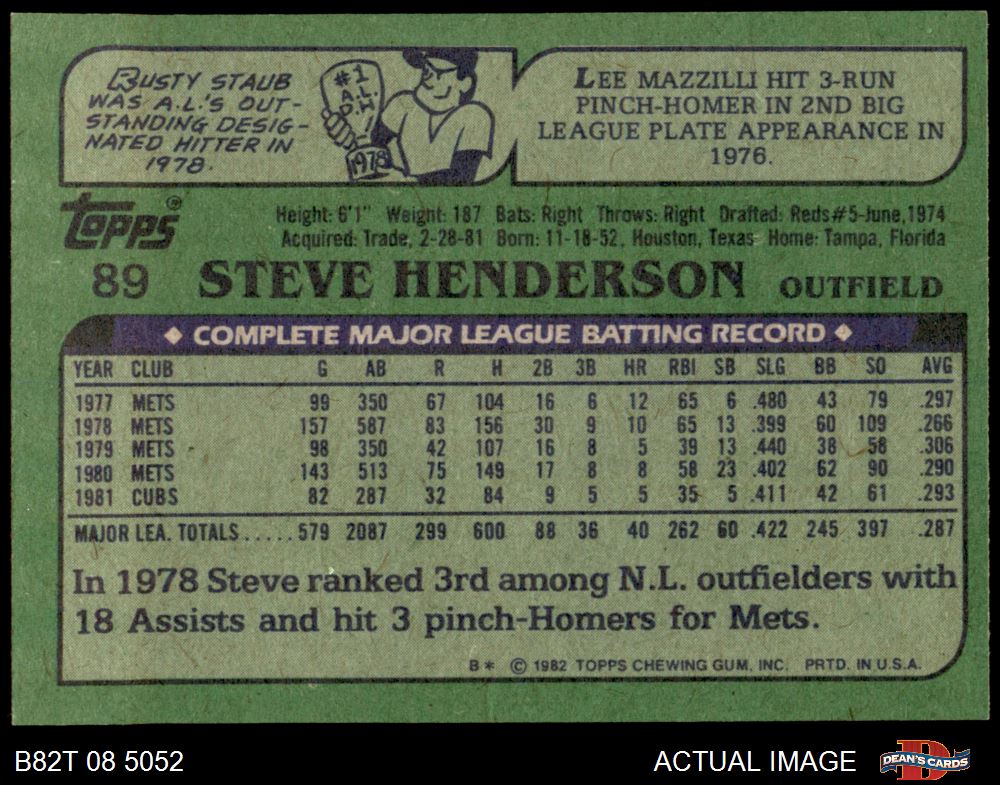 RUSTY STAUB
WAS A.L.'S OUT-
STANDING DESIG-
NATED HITTER IN
1978.
#1
A.L.
D.H.
1978
LEE MAZZILLI HIT 3-RUN
PINCH-HOMER IN 2ND BIG
LEAGUE PLATE APPEARANCE IN
1976.
Topps®
Height: 6'1" Weight: 187 Bats: Right Throws: Right Drafted: Reds#5-June,1974
Acquired: Trade, 2-28-81 Born: 11-18-52, Houston, Texas Home: Tampa, Florida
89 STEVE HENDERSON OUTFIELD
◆ COMPLETE MAJOR LEAGUE BATTING RECORD ◆
YEAR CLUB G AB R H 2B 3B HR RBI SB SLG BB SO AVG
1977 METS 99 350 67 104 16 6 12 65 6 .480 43 79 .297
1978 METS 157 587 83 156 30 9 10 65 13 .399 60 109 .266
1979 METS 98 350 42 107 16 8 5 39 13 .440 38 58 .306
1980 METS 143 513 75 149 17 8 8 58 23 .402 62 90 .290
1981 CUBS 82 287 32 84 9 5 5 35 5 .411 42 61 .293
MAJOR LEA. TOTALS.....579 2087 299 600 88 36 40 262 60 .422 245 397 .287
In 1978 Steve ranked 3rd among N.L. outfielders with
18 Assists and hit 3 pinch-Homers for Mets.
B* © 1982 TOPPS CHEWING GUM, INC. PRTD. IN U.S.A.
B82T 08 5052
ACTUAL IMAGE
DEAN'S CARDS